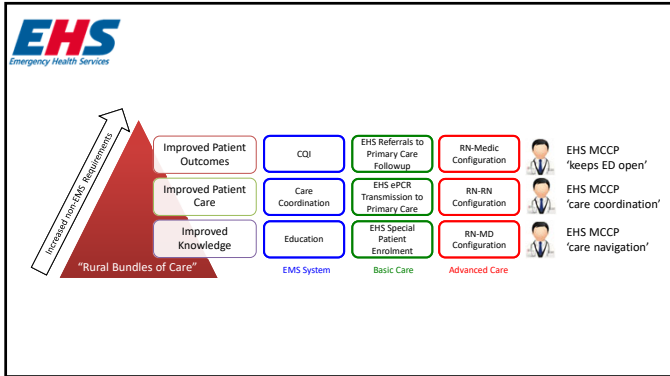 EHS
Emergency Health Services
Increased non-EMS Requirements
Improved Patient
Outcomes
CQI
EHS Referrals to
Primary Care
Followup
RN-Medic
Configuration
EHS MCCP
'keeps ED open'
Improved Patient
Care
Care
Coordination
EHS ePCR
Transmission to
Primary Care
RN-RN
Configuration
EHS MCCP
'care coordination'
Improved
Knowledge
Education
EHS Special
Patient
Enrolment
RN-MD
Configuration
EHS MCCP
'care navigation'
"Rural Bundles of Care"
EMS System
Basic Care
Advanced Care